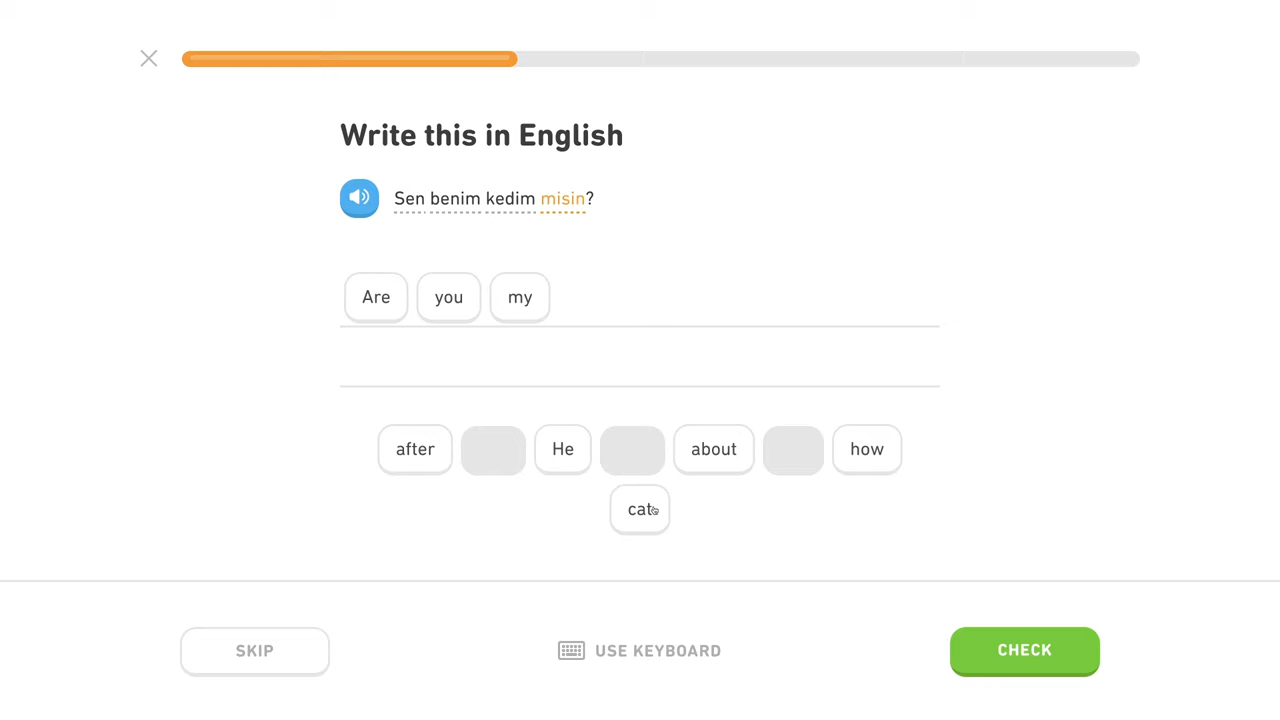 Write this in English
Sen benim kedim misin?
Are you my
after He about how
cat
SKIP USE KEYBOARD CHECK